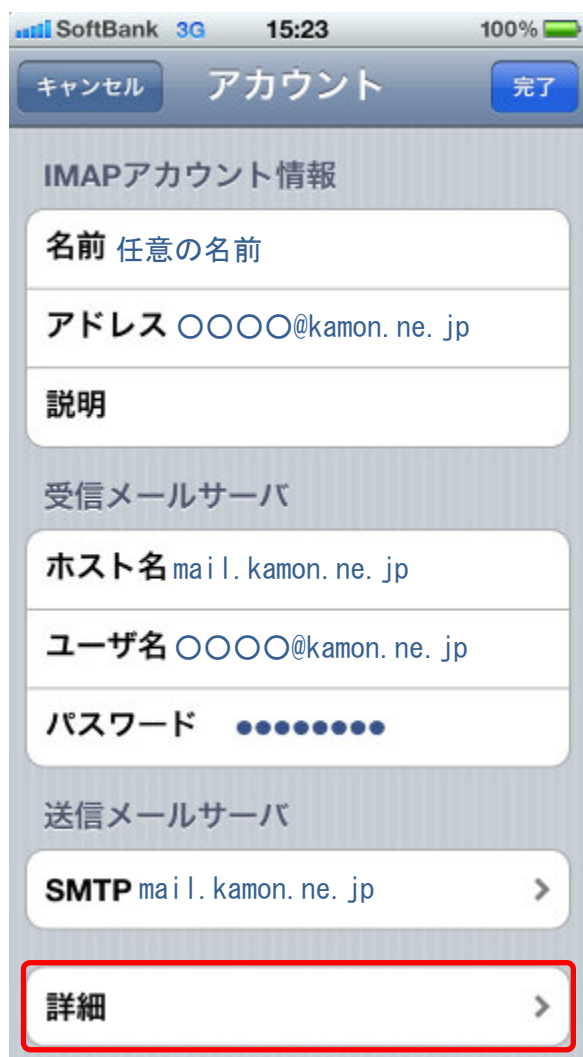 SoftBank 3G 15:23 100%
キャンセル アカウント 完了
IMAPアカウント情報
名前 任意の名前
アドレス 〇〇〇〇@kamon.ne.jp
説明
受信メールサーバ
ホスト名 mail.kamon.ne.jp
ユーザ名 〇〇〇〇@kamon.ne.jp
パスワード ●●●●●●●●
送信メールサーバ
SMTP mail.kamon.ne.jp
詳細